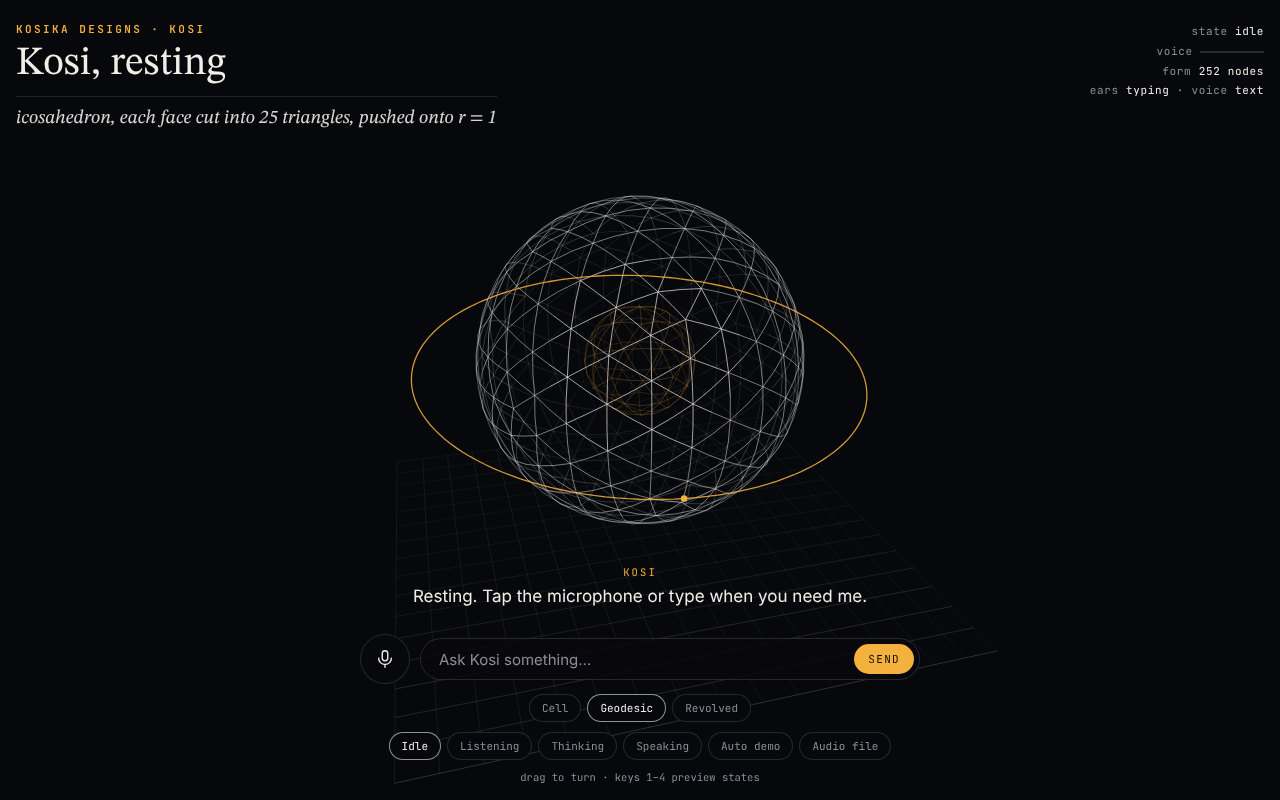 KOSIKA DESIGNS · KOSI
Kosi, resting
icosahedron, each face cut into 25 triangles, pushed onto r = 1
state idle
voice
form 252 nodes
ears typing · voice text
KOSI
Resting. Tap the microphone or type when you need me.
Ask Kosi something...
SEND
Cell
Geodesic
Revolved
Idle
Listening
Thinking
Speaking
Auto demo
Audio file
drag to turn · keys 1–4 preview states